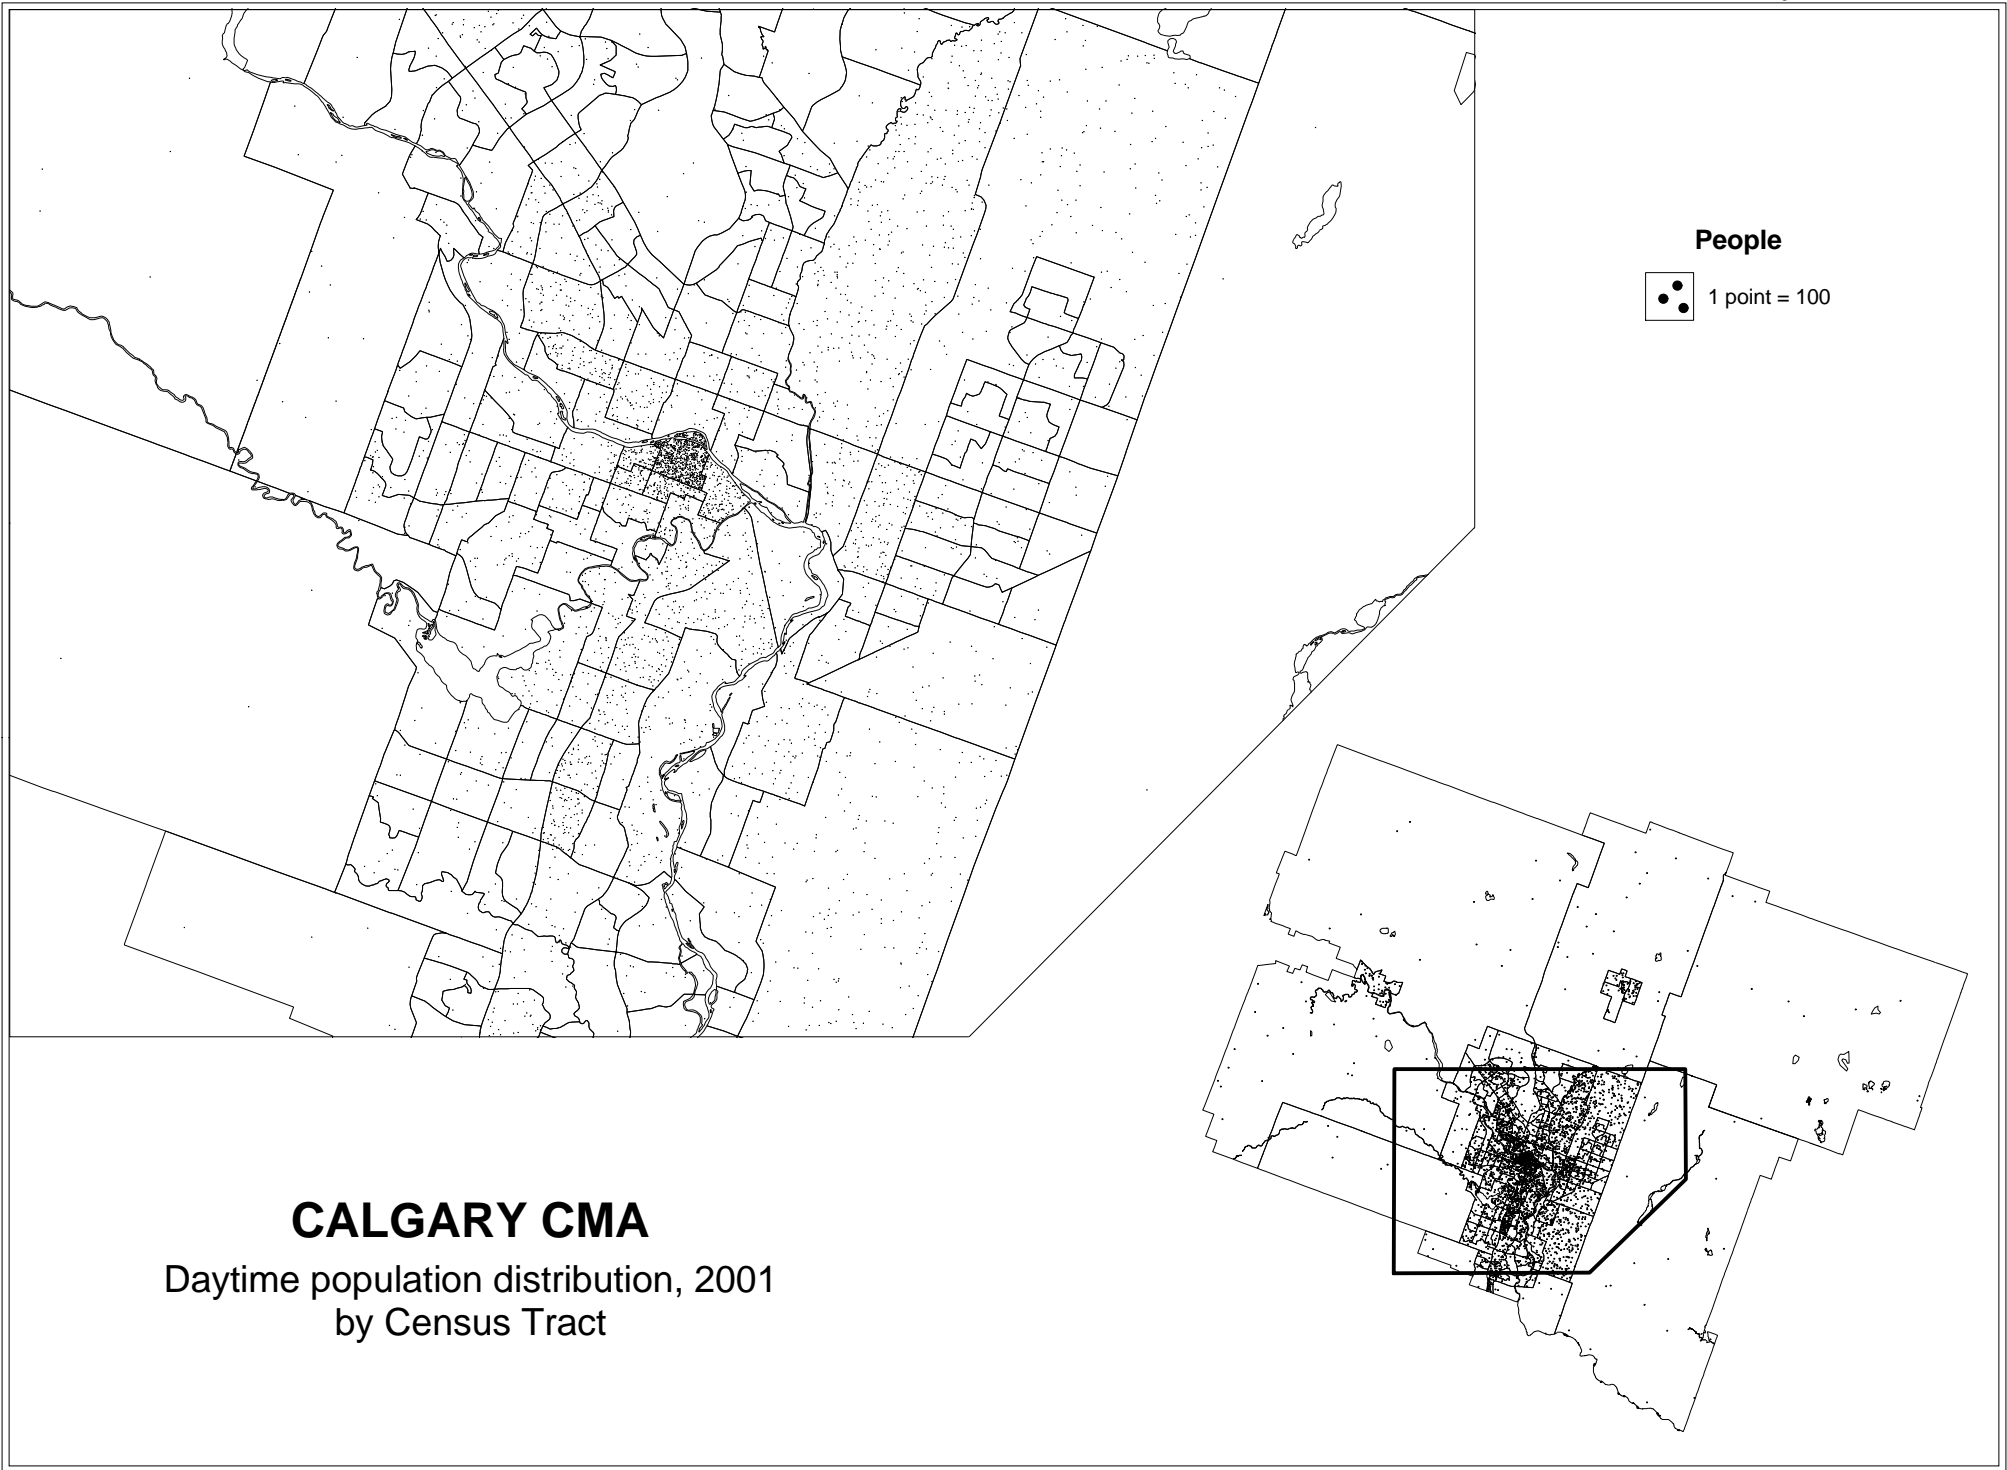 People
1 point = 100
CALGARY CMA
Daytime population distribution, 2001
by Census Tract